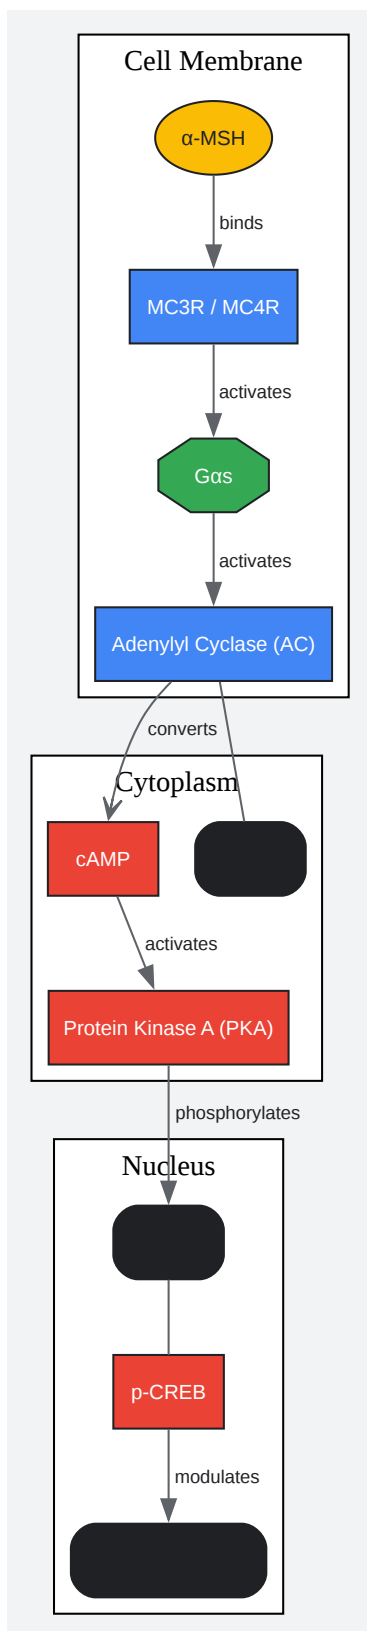 Cell Membrane
α-MSH
binds
MC3R / MC4R
activates
Gαs
activates
Adenylyl Cyclase (AC)
converts
Cytoplasm
cAMP
activates
Protein Kinase A (PKA)
phosphorylates
Nucleus
p-CREB
modulates